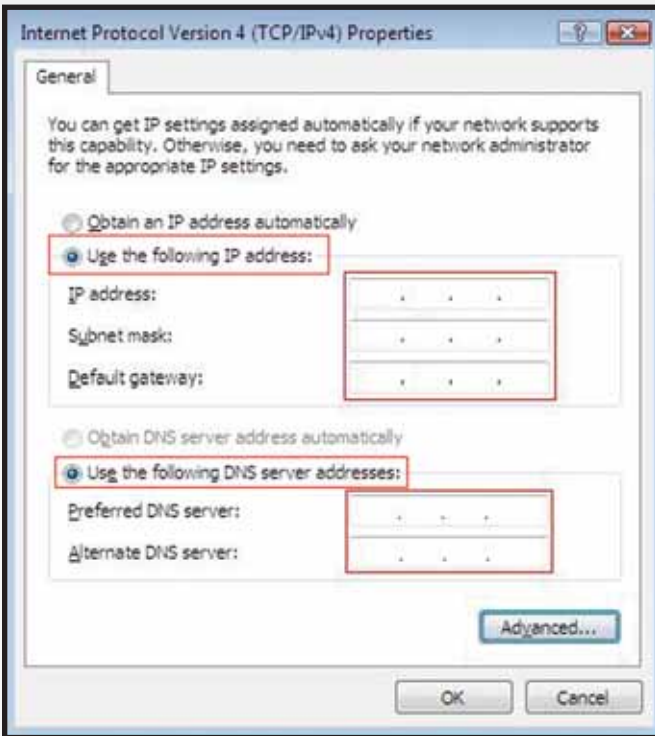 Internet Protocol Version 4 (TCP/IPv4) Properties
General
You can get IP settings assigned automatically if your network supports
this capability. Otherwise, you need to ask your network administrator
for the appropriate IP settings.
Obtain an IP address automatically
Use the following IP address:
IP address: . . .
Subnet mask: . . .
Default gateway: . . .
Obtain DNS server address automatically
Use the following DNS server addresses:
Preferred DNS server: . . .
Alternate DNS server: . . .
Advanced...
OK Cancel